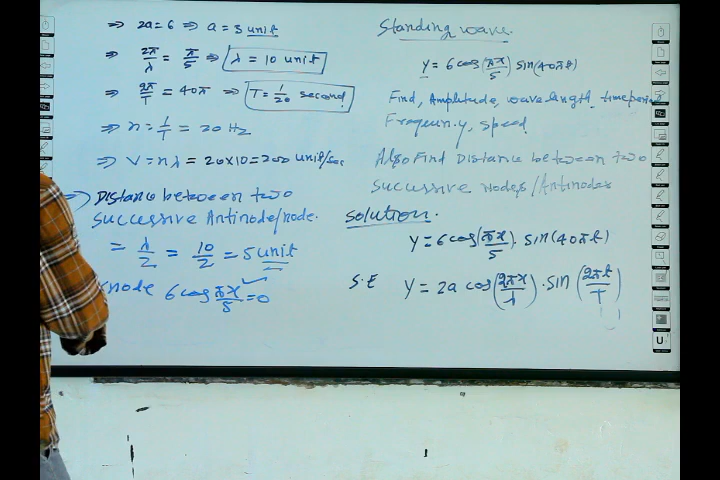 ⇒ 2a = 6 ⇒ a = 3 unit
⇒ 2π/λ = π/5 ⇒ λ = 10 unit
⇒ 2π/T = 40π ⇒ T = 1/20 second
⇒ n = 1/T = 20 Hz
⇒ V = nλ = 20×10 = 200 unit/sec
⇒ Distance between two
successive Antinode/node.
= λ/2 = 10/2 = 5 unit
node 6 cos πx/5 = 0
Standing wave.
y = 6 cos(πx/5) sin(40πt)
Find, Amplitude, wavelength, timeperiod
Frequency, speed
Also Find Distance between two
successive Nodes/Antinodes
Solution.
Y = 6 cos(πx/5) . sin(40πt)
S.E Y = 2a cos(2πx/λ) . sin(2πt/T)
U